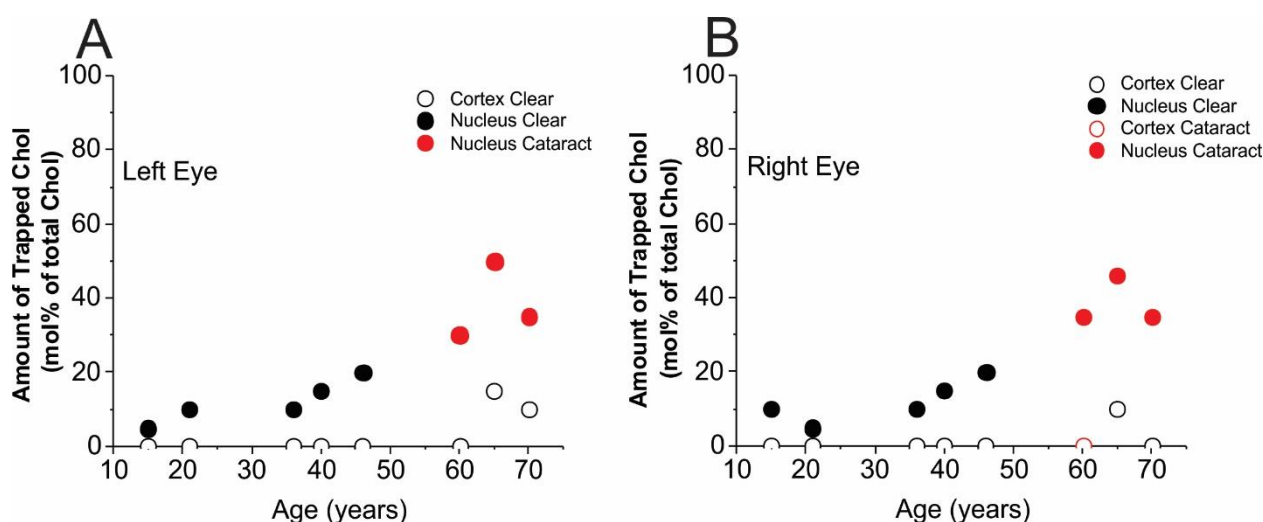 A
Amount of Trapped Chol
(mol% of total Chol)
100
80
60
40
20
0
Left Eye
Cortex Clear
Nucleus Clear
Nucleus Cataract
10 20 30 40 50 60 70
Age (years)
B
Amount of Trapped Chol
(mol% of total Chol)
100
80
60
40
20
0
Right Eye
Cortex Clear
Nucleus Clear
Cortex Cataract
Nucleus Cataract
10 20 30 40 50 60 70
Age (years)